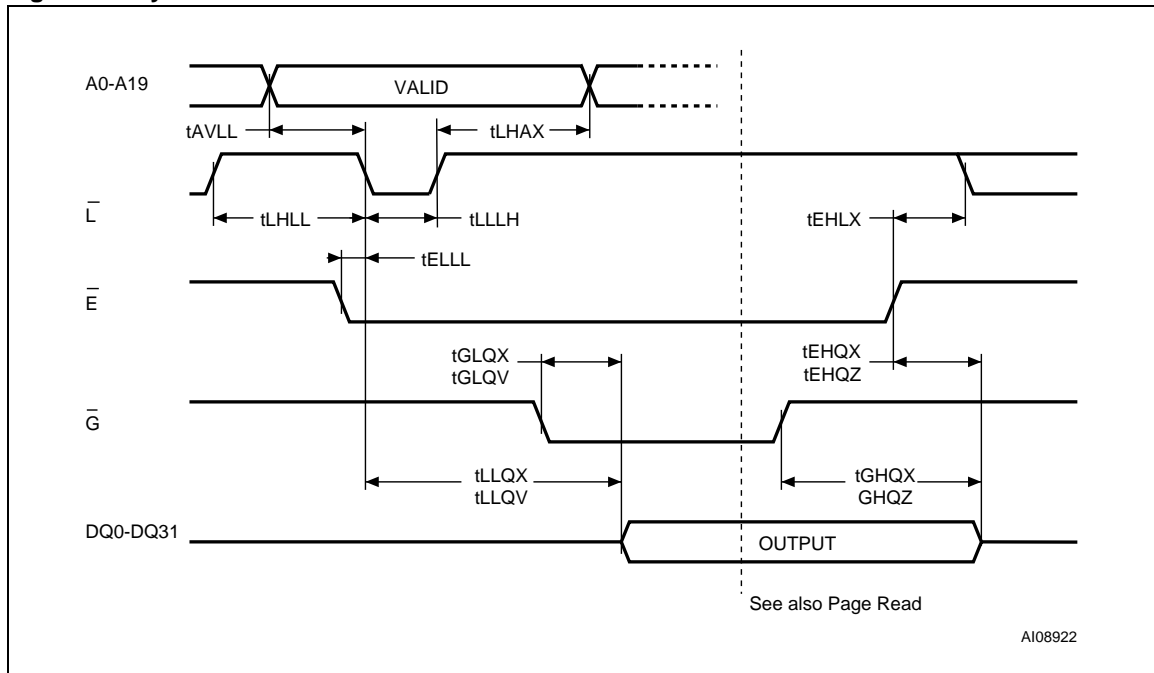 A0-A19
VALID
tAVLL
tLHAX
L
tLHLL
tLLLH
tEHLX
tELLL
E
tGLQX
tGLQV
tEHQX
tEHQZ
G
tLLQX
tLLQV
tGHQX
GHQZ
DQ0-DQ31
OUTPUT
See also Page Read
AI08922